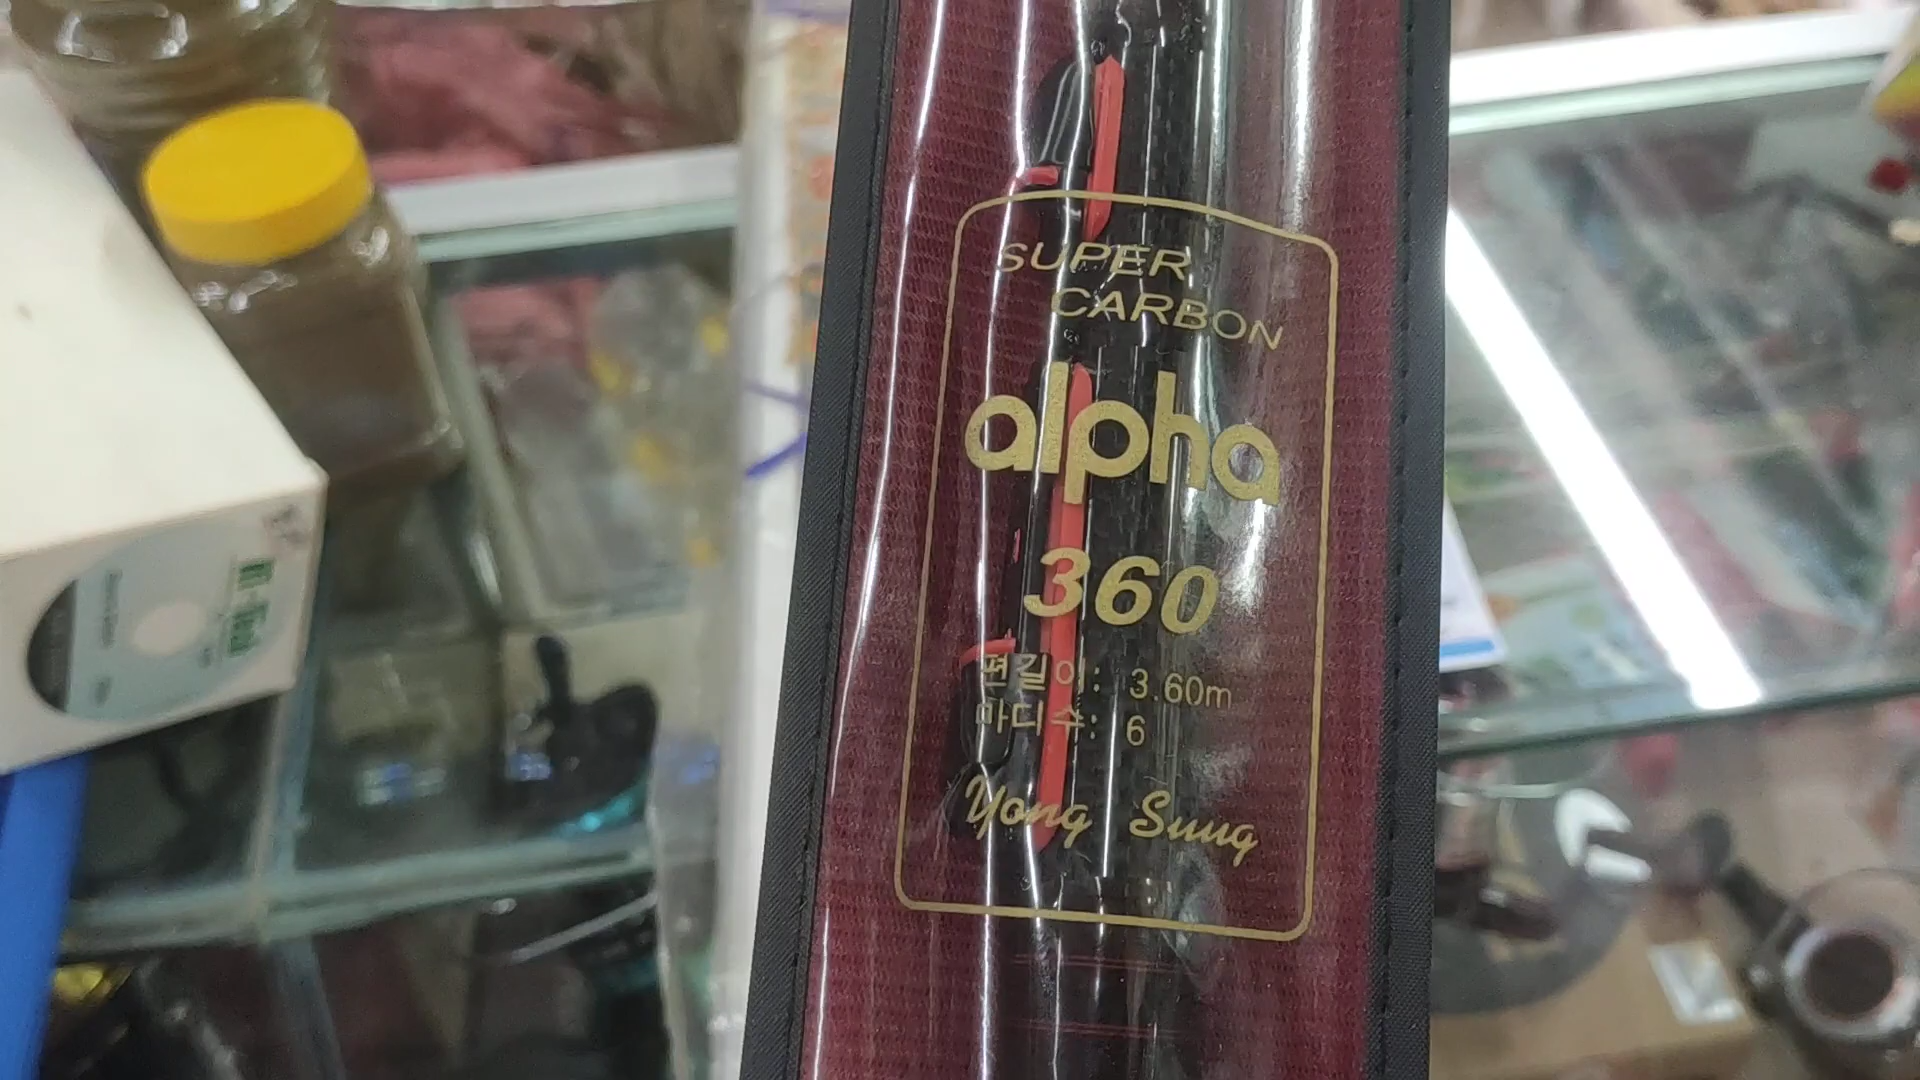 SUPER
CARBON
alpha
360
편길이: 3.60m
마디수: 6
Yong Sung